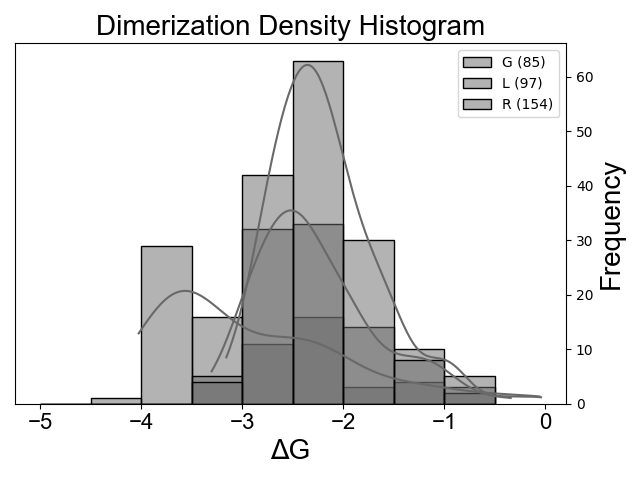 Dimerization Density Histogram
G (85)
L (97)
R (154)
60
50
40
30
20
10
0
Frequency
−5 −4 −3 −2 −1 0
ΔG